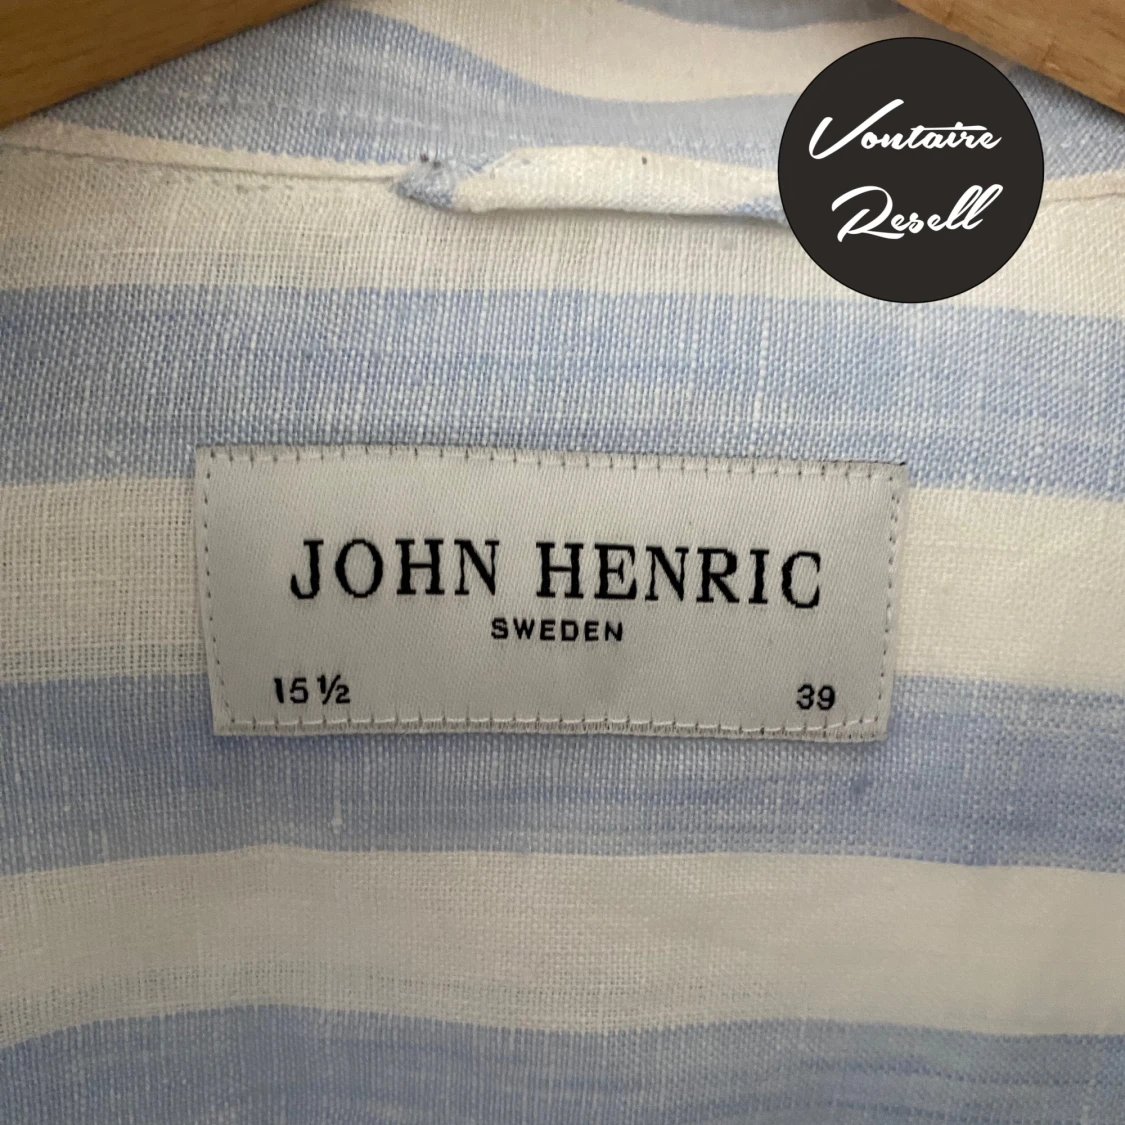 Vontaire
Resell
JOHN HENRIC
SWEDEN
15 ½ 39